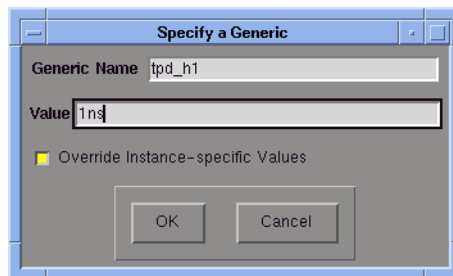 Specify a Generic
Generic Name tpd_h1
Value 1ns
Override Instance-specific Values
OK Cancel